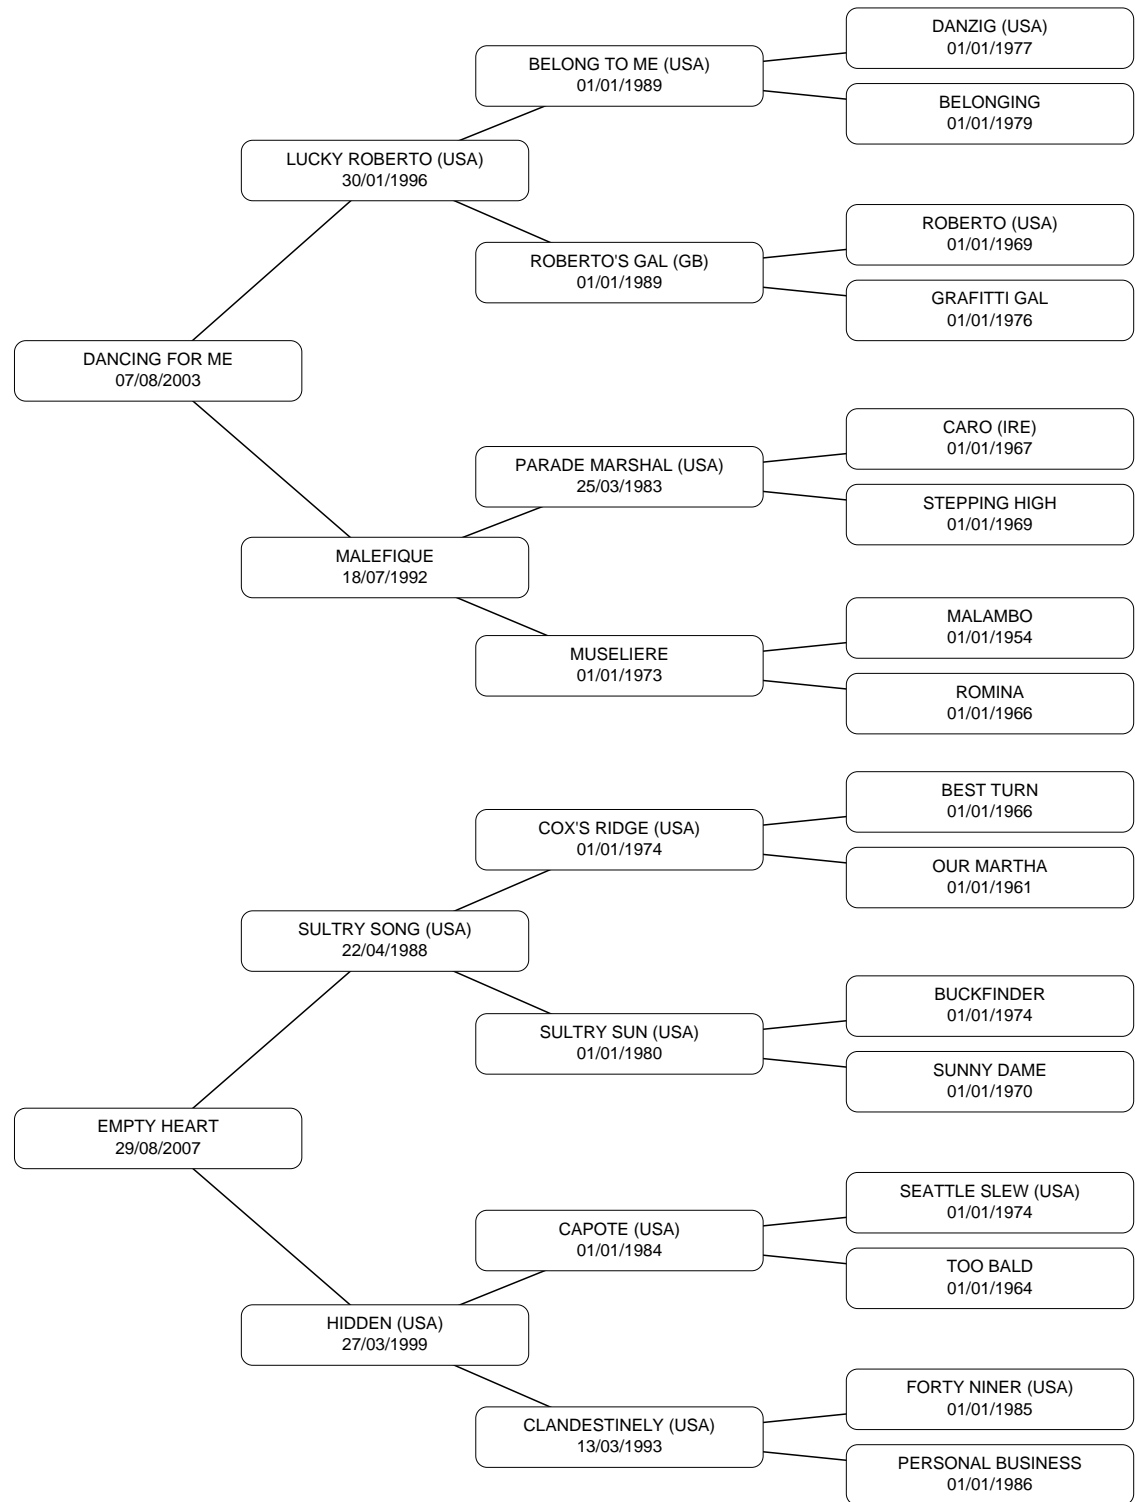 DANZIG (USA)
01/01/1977
BELONG TO ME (USA)
01/01/1989
BELONGING
01/01/1979
LUCKY ROBERTO (USA)
30/01/1996
ROBERTO (USA)
01/01/1969
ROBERTO'S GAL (GB)
01/01/1989
GRAFITTI GAL
01/01/1976
DANCING FOR ME
07/08/2003
CARO (IRE)
01/01/1967
PARADE MARSHAL (USA)
25/03/1983
STEPPING HIGH
01/01/1969
MALEFIQUE
18/07/1992
MALAMBO
01/01/1954
MUSELIERE
01/01/1973
ROMINA
01/01/1966
BEST TURN
01/01/1966
COX'S RIDGE (USA)
01/01/1974
OUR MARTHA
01/01/1961
SULTRY SONG (USA)
22/04/1988
BUCKFINDER
01/01/1974
SULTRY SUN (USA)
01/01/1980
SUNNY DAME
01/01/1970
EMPTY HEART
29/08/2007
SEATTLE SLEW (USA)
01/01/1974
CAPOTE (USA)
01/01/1984
TOO BALD
01/01/1964
HIDDEN (USA)
27/03/1999
FORTY NINER (USA)
01/01/1985
CLANDESTINELY (USA)
13/03/1993
PERSONAL BUSINESS
01/01/1986